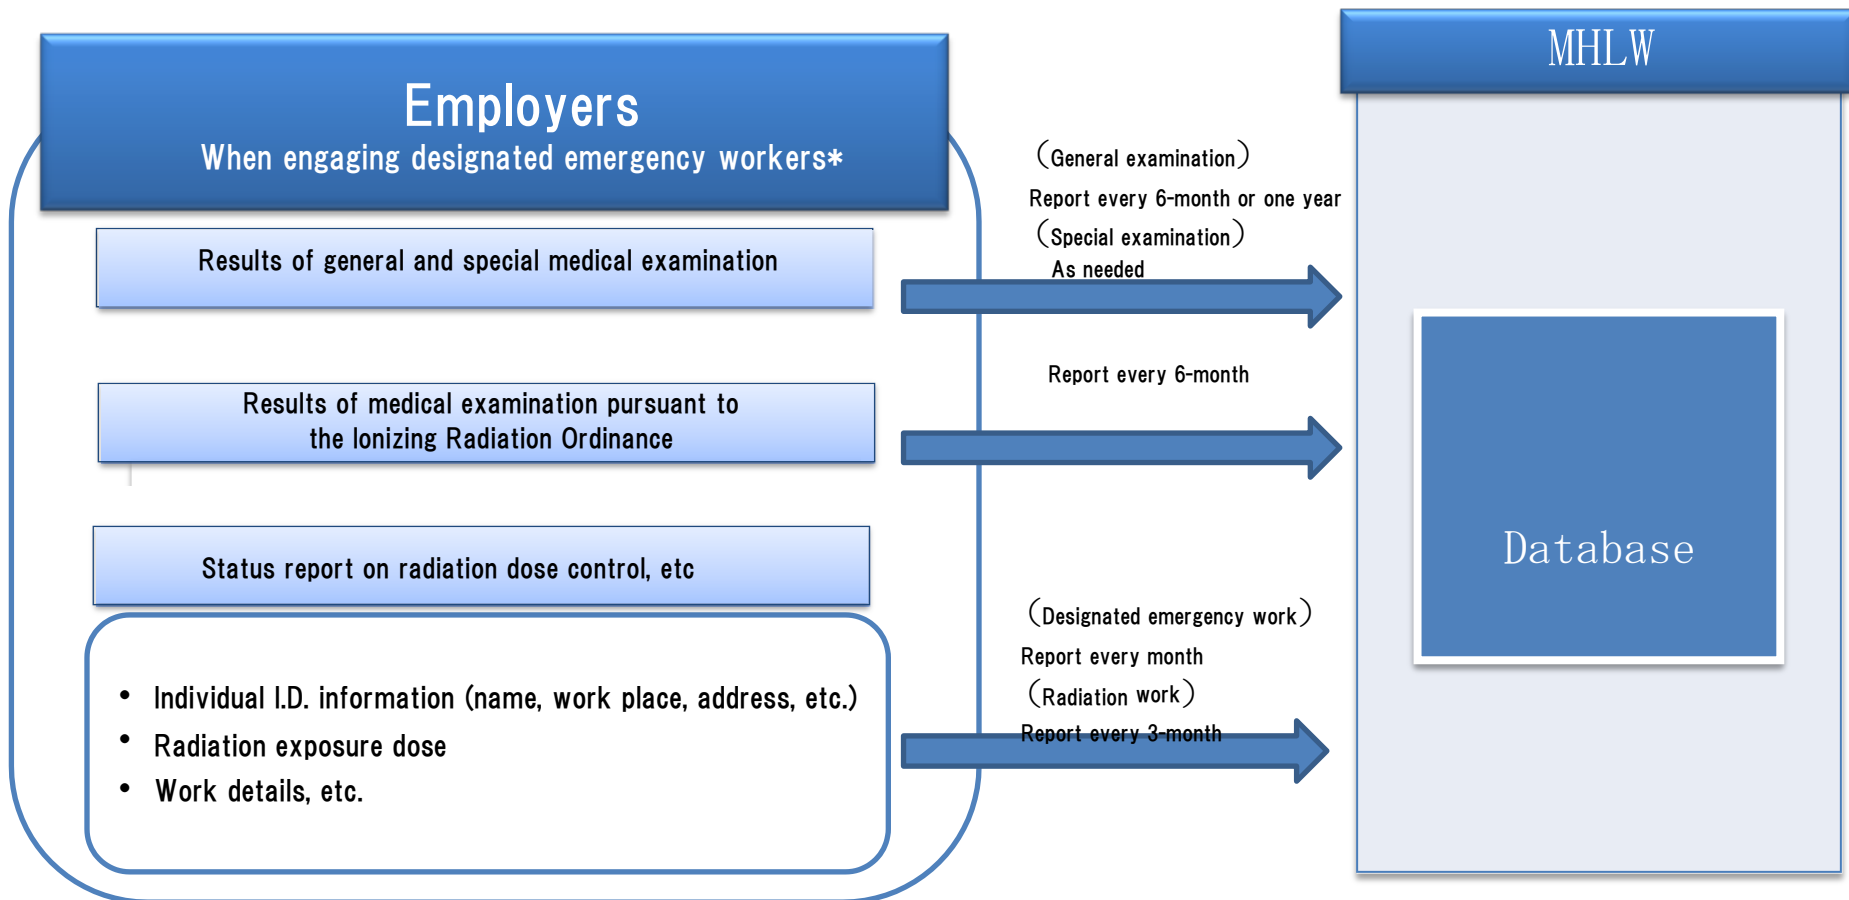 Employers
When engaging designated emergency workers*
Results of general and special medical examination
Results of medical examination pursuant to
the Ionizing Radiation Ordinance
Status report on radiation dose control, etc
• Individual I.D. information (name, work place, address, etc.)
• Radiation exposure dose
• Work details, etc.
(General examination)
Report every 6-month or one year
(Special examination)
As needed
Report every 6-month
(Designated emergency work)
Report every month
(Radiation work)
Report every 3-month
MHLW
Database